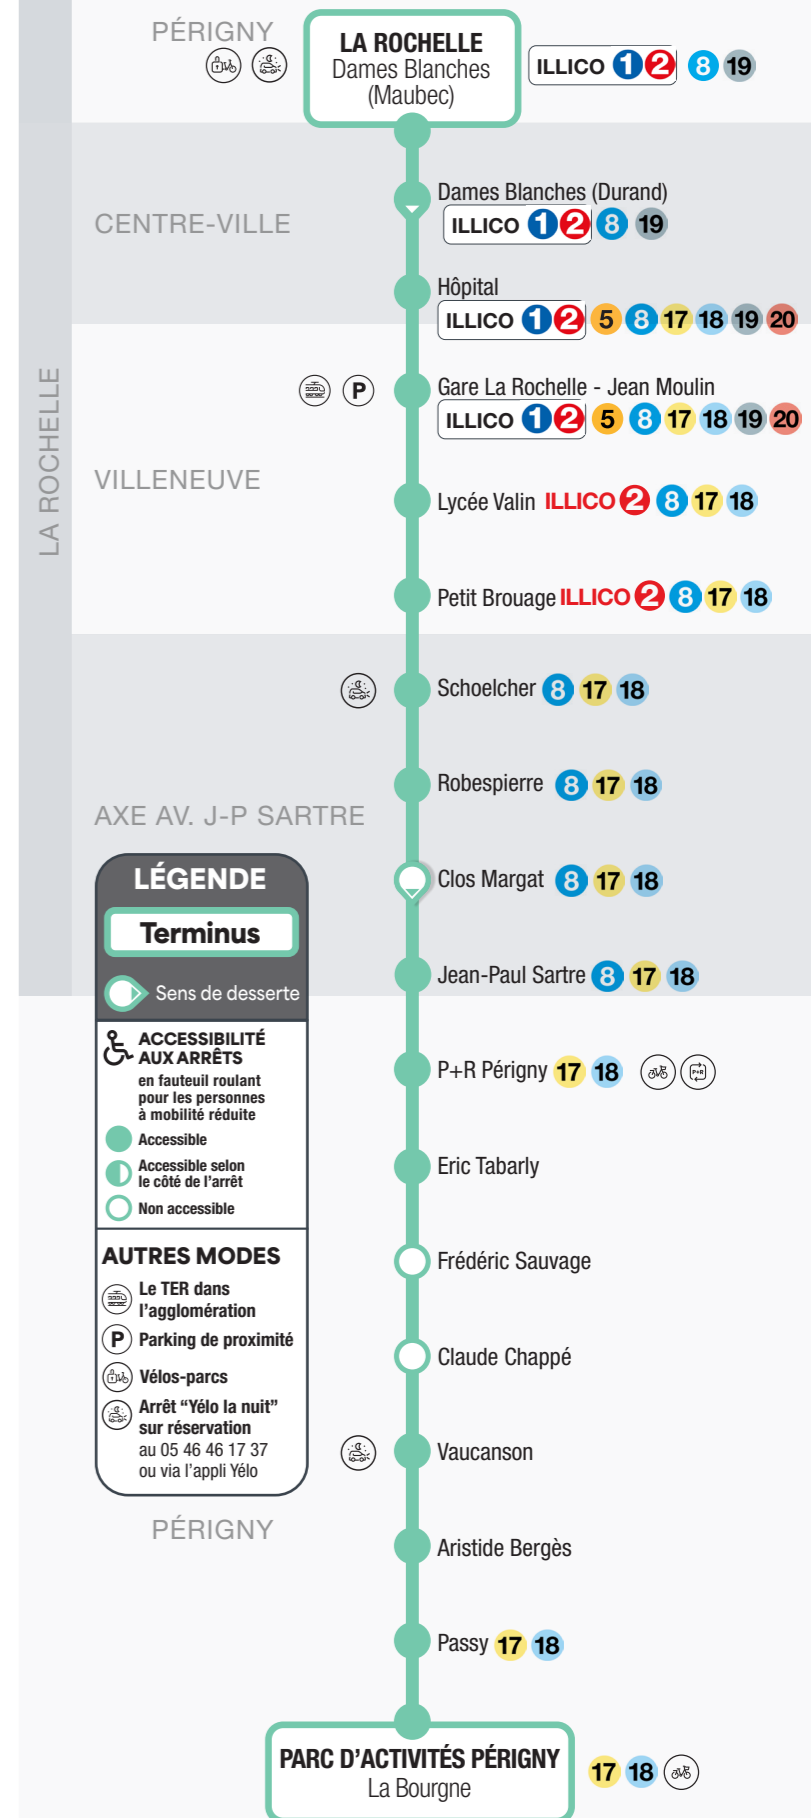 PÉRIGNY
LA ROCHELLE
Dames Blanches
(Maubec)
ILLICO 1 2 8 19
LA ROCHELLE
CENTRE-VILLE
Dames Blanches (Durand)
ILLICO 1 2 8 19
Hôpital
ILLICO 1 2 5 8 17 18 19 20
P
Gare La Rochelle - Jean Moulin
ILLICO 1 2 5 8 17 18 19 20
VILLENEUVE
Lycée Valin ILLICO 2 8 17 18
Petit Brouage ILLICO 2 8 17 18
Schoelcher 8 17 18
Robespierre 8 17 18
AXE AV. J-P SARTRE
Clos Margat 8 17 18
Jean-Paul Sartre 8 17 18
P+R Périgny 17 18 P+R
Eric Tabarly
Frédéric Sauvage
Claude Chappé
Vaucanson
Aristide Bergès
Passy 17 18
PARC D'ACTIVITÉS PÉRIGNY
La Bourgne
17 18
LÉGENDE
Terminus
Sens de desserte
ACCESSIBILITÉ
AUX ARRÊTS
en fauteuil roulant
pour les personnes
à mobilité réduite
Accessible
Accessible selon
le côté de l'arrêt
Non accessible
AUTRES MODES
Le TER dans
l'agglomération
P Parking de proximité
Vélos-parcs
Arrêt “Yélo la nuit”
sur réservation
au 05 46 46 17 37
ou via l'appli Yélo
PÉRIGNY